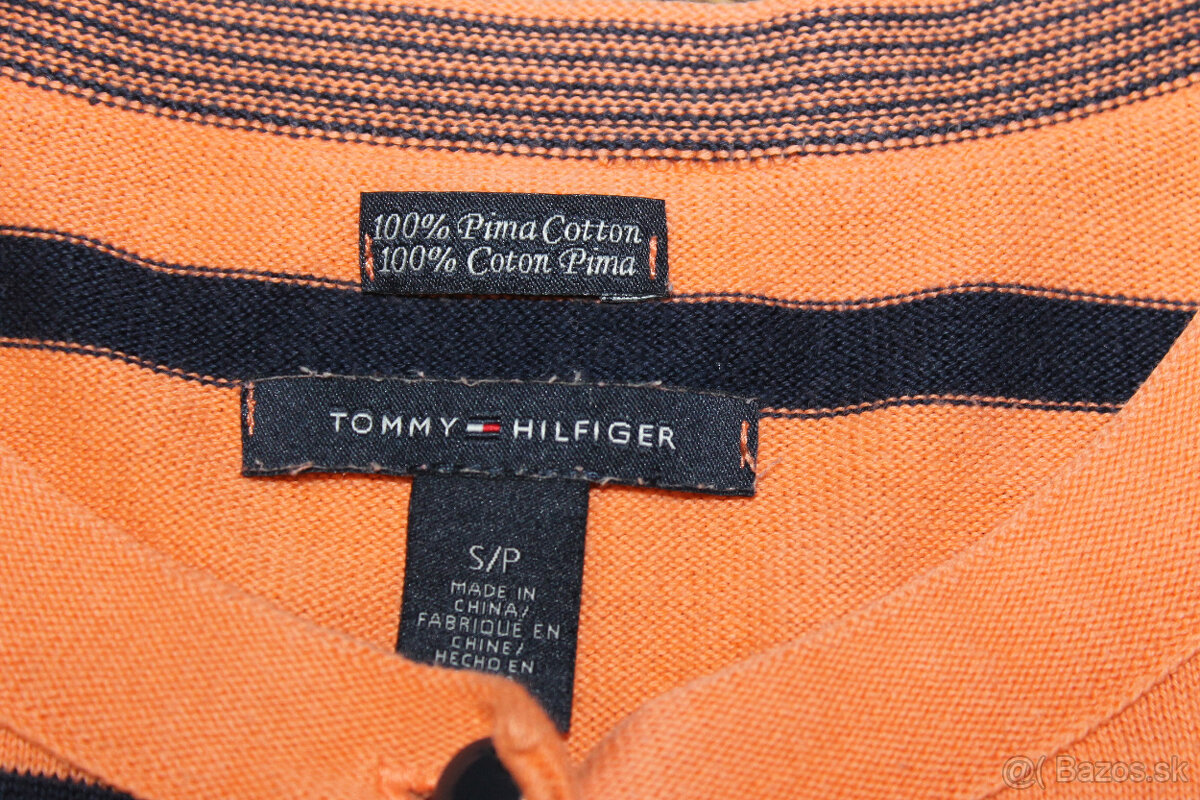 100% Pima Cotton
100% Coton Pima
TOMMY HILFIGER
S/P
MADE IN
CHINA/
FABRIQUE EN
CHINE/
HECHO EN
@( Bazos.sk